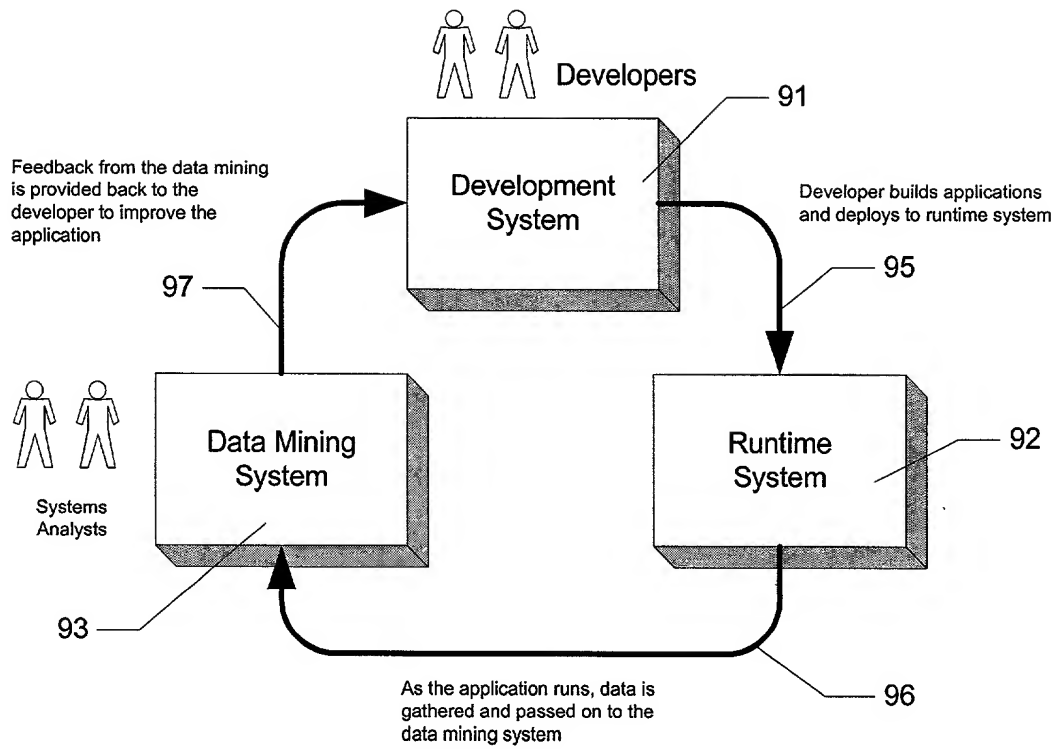 Developers
91
Development
System
Feedback from the data mining
is provided back to the
developer to improve the
application
Developer builds applications
and deploys to runtime system
97
95
Data Mining
System
Runtime
System
92
Systems
Analysts
93
96
As the application runs, data is
gathered and passed on to the
data mining system